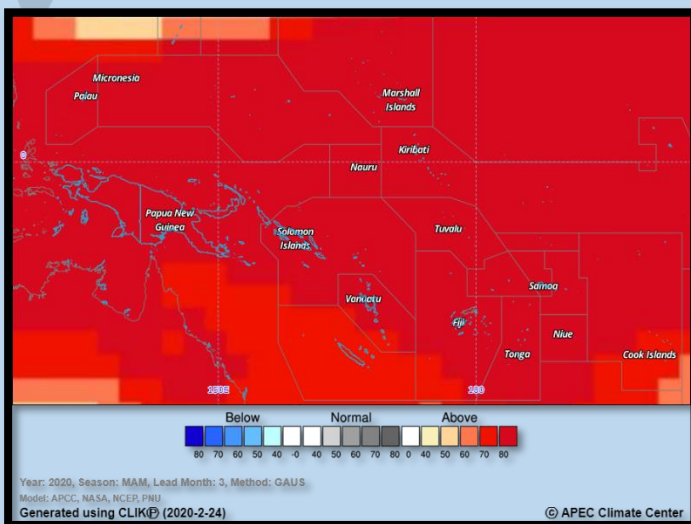 Micronesia
Palau
Marshall
Islands
Kiribati
0
Nauru
Papua New
Guinea
Solomon
Islands
Tuvalu
Samoa
Vanuatu
Fiji
Niue
Tonga
Cook Islands
150E
180
Below Normal Above
80 70 60 50 40 -0 40 50 60 70 80 40 50 60 70 80
Year: 2020, Season: MAM, Lead Month: 3, Method: GAUS
Model: APCC, NASA, NCEP, PNU
Generated using CLIKⓅ (2020-2-24) © APEC Climate Center